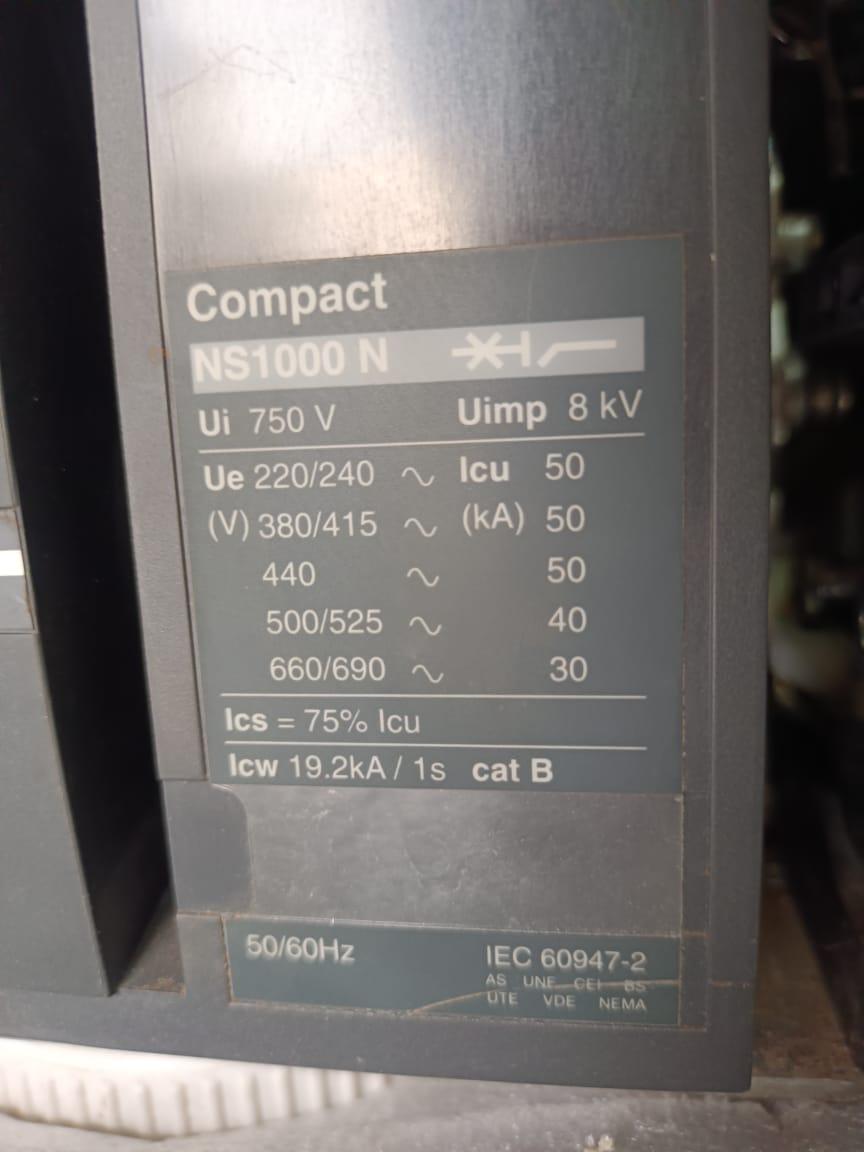 Compact
NS1000 N
Ui 750 V Uimp 8 kV
Ue 220/240 ~ Icu 50
(V) 380/415 ~ (kA) 50
440 ~ 50
500/525 ~ 40
660/690 ~ 30
Ics = 75% Icu
Icw 19.2kA / 1s cat B
50/60Hz IEC 60947-2
AS UNE CEI BS
UTE VDE NEMA